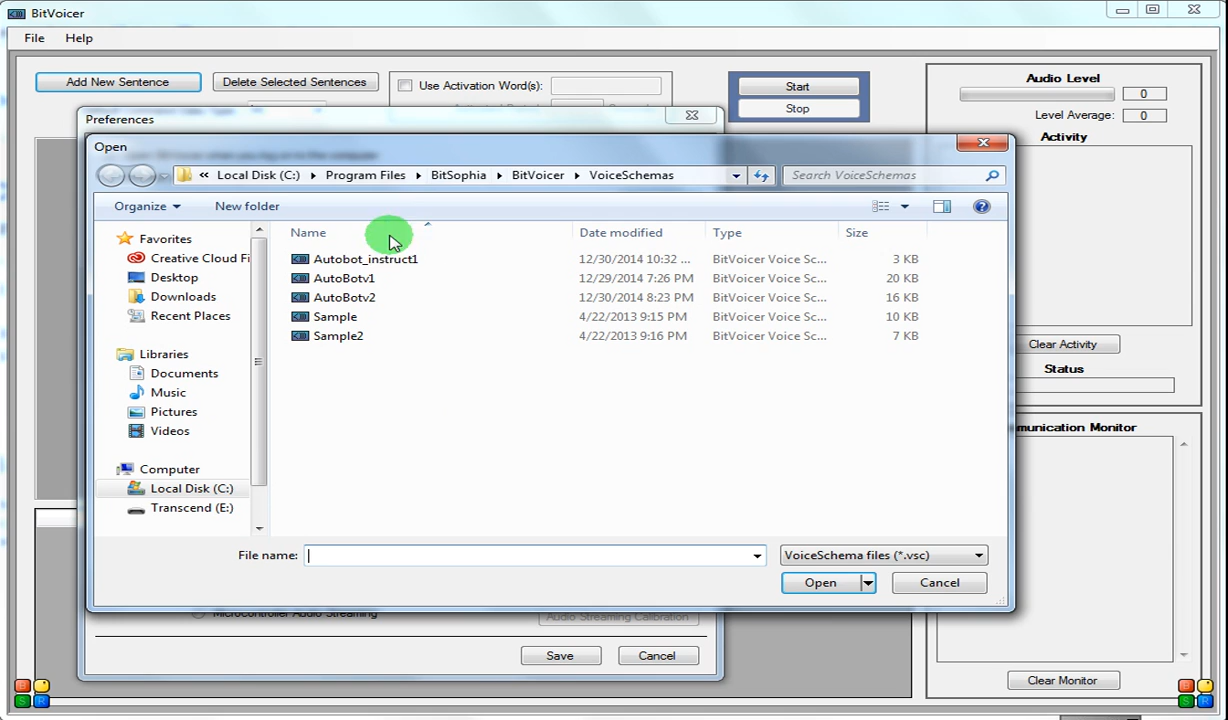 BitVoicer
File Help
Add New Sentence Delete Selected Sentences Use Activation Word(s): Start Audio Level
Stop 0
Level Average: 0
Preferences Activity
Open
« Local Disk (C:) Program Files BitSophia BitVoicer VoiceSchemas Search VoiceSchemas
Organize New folder
Name Date modified Type Size
Favorites
Creative Cloud Fi Autobot_instruct1 12/30/2014 10:32 ... BitVoicer Voice Sc... 3 KB
Desktop AutoBotv1 12/29/2014 7:26 PM BitVoicer Voice Sc... 20 KB
Downloads AutoBotv2 12/30/2014 8:23 PM BitVoicer Voice Sc... 16 KB
Recent Places Sample 4/22/2013 9:15 PM BitVoicer Voice Sc... 10 KB
Sample2 4/22/2013 9:16 PM BitVoicer Voice Sc... 7 KB
Clear Activity
Libraries
Status
Documents
Music
Pictures
Videos
munication Monitor
Computer
Local Disk (C:)
Transcend (E:)
File name: VoiceSchema files (*.vsc)
Open Cancel
Microcontroller Audio Streaming Audio Streaming Calibration
Save Cancel
Clear Monitor